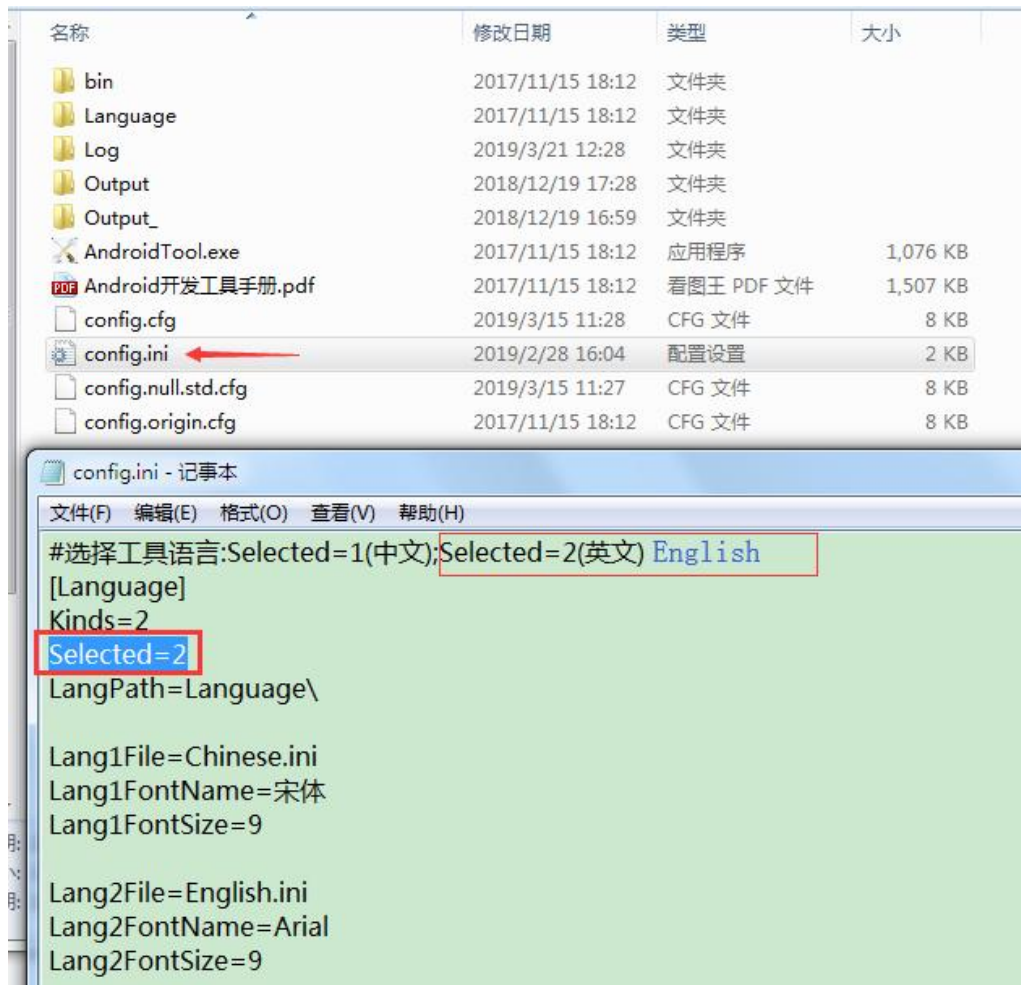 名称 修改日期 类型 大小
bin 2017/11/15 18:12 文件夹
Language 2017/11/15 18:12 文件夹
Log 2019/3/21 12:28 文件夹
Output 2018/12/19 17:28 文件夹
Output_ 2018/12/19 16:59 文件夹
AndroidTool.exe 2017/11/15 18:12 应用程序 1,076 KB
PDF Android开发工具手册.pdf 2017/11/15 18:12 看图王 PDF 文件 1,507 KB
config.cfg 2019/3/15 11:28 CFG 文件 8 KB
config.ini 2019/2/28 16:04 配置设置 2 KB
config.null.std.cfg 2019/3/15 11:27 CFG 文件 8 KB
config.origin.cfg 2017/11/15 18:12 CFG 文件 8 KB
config.ini - 记事本
文件(F) 编辑(E) 格式(O) 查看(V) 帮助(H)
#选择工具语言:Selected=1(中文);Selected=2(英文) English
[Language]
Kinds=2
Selected=2
LangPath=Language\
Lang1File=Chinese.ini
Lang1FontName=宋体
Lang1FontSize=9
Lang2File=English.ini
Lang2FontName=Arial
Lang2FontSize=9